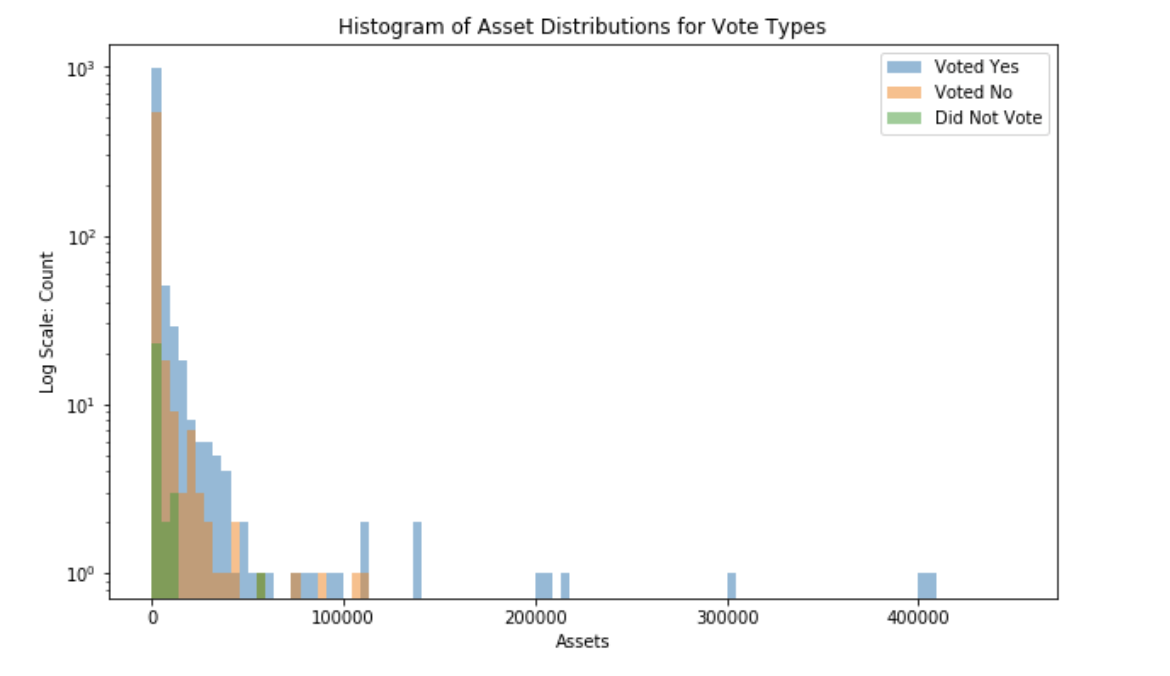 Histogram of Asset Distributions for Vote Types
10³
10²
10¹
10⁰
Log Scale: Count
Voted Yes
Voted No
Did Not Vote
0 100000 200000 300000 400000
Assets